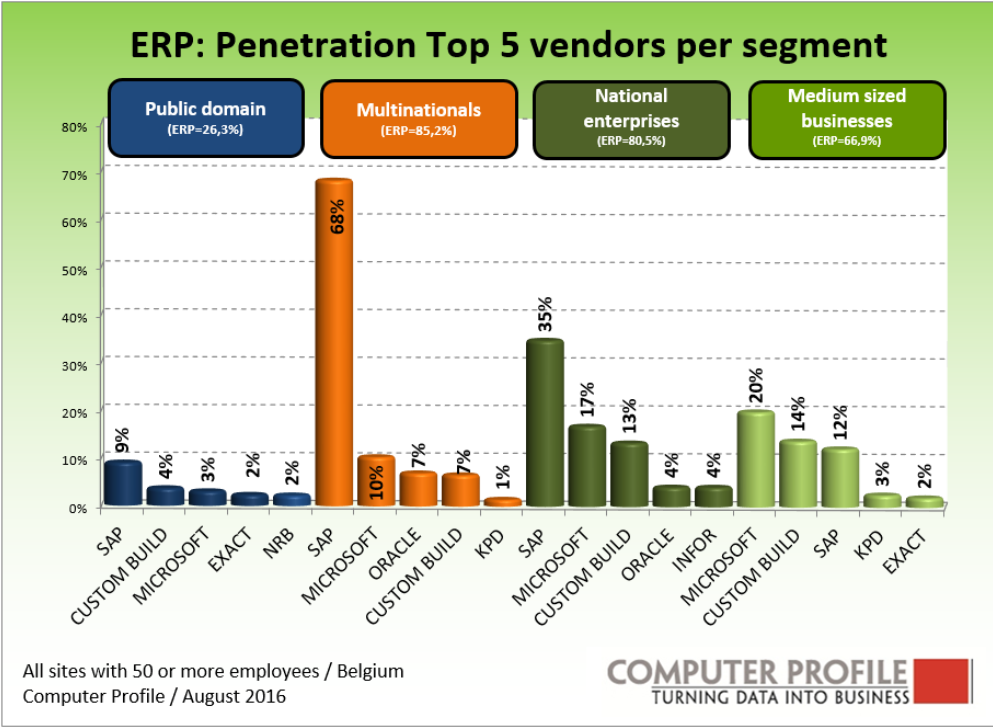 ERP: Penetration Top 5 vendors per segment
Public domain
(ERP=26,3%)
Multinationals
(ERP=85,2%)
National
enterprises
(ERP=80,5%)
Medium sized
businesses
(ERP=66,9%)
80%
70%
60%
50%
40%
30%
20%
10%
0%
9%
4%
3%
2%
2%
68%
10%
7%
7%
1%
35%
17%
13%
4%
4%
20%
14%
12%
3%
2%
SAP
CUSTOM BUILD
MICROSOFT
EXACT
NRB
SAP
MICROSOFT
ORACLE
CUSTOM BUILD
KPD
SAP
MICROSOFT
CUSTOM BUILD
ORACLE
INFOR
MICROSOFT
CUSTOM BUILD
SAP
KPD
EXACT
All sites with 50 or more employees / Belgium
Computer Profile / August 2016
COMPUTER PROFILE
TURNING DATA INTO BUSINESS